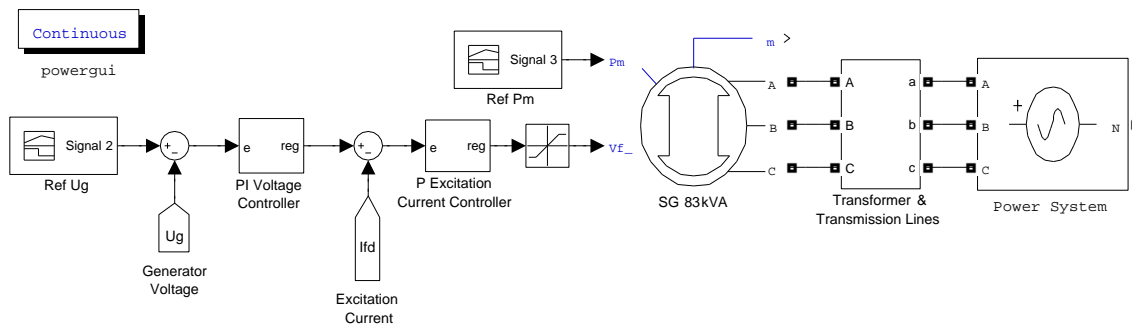 Continuous
powergui
Signal 3
Ref Pm
Pm
m
Signal 2
Ref Ug
+
_
e
reg
PI Voltage
Controller
+
_
e
reg
P Excitation
Current Controller
Vf_
A
B
C
SG 83kVA
A
B
C
a
b
c
Transformer &
Transmission Lines
A
B
C
+
N
Power System
Ug
Generator
Voltage
Ifd
Excitation
Current